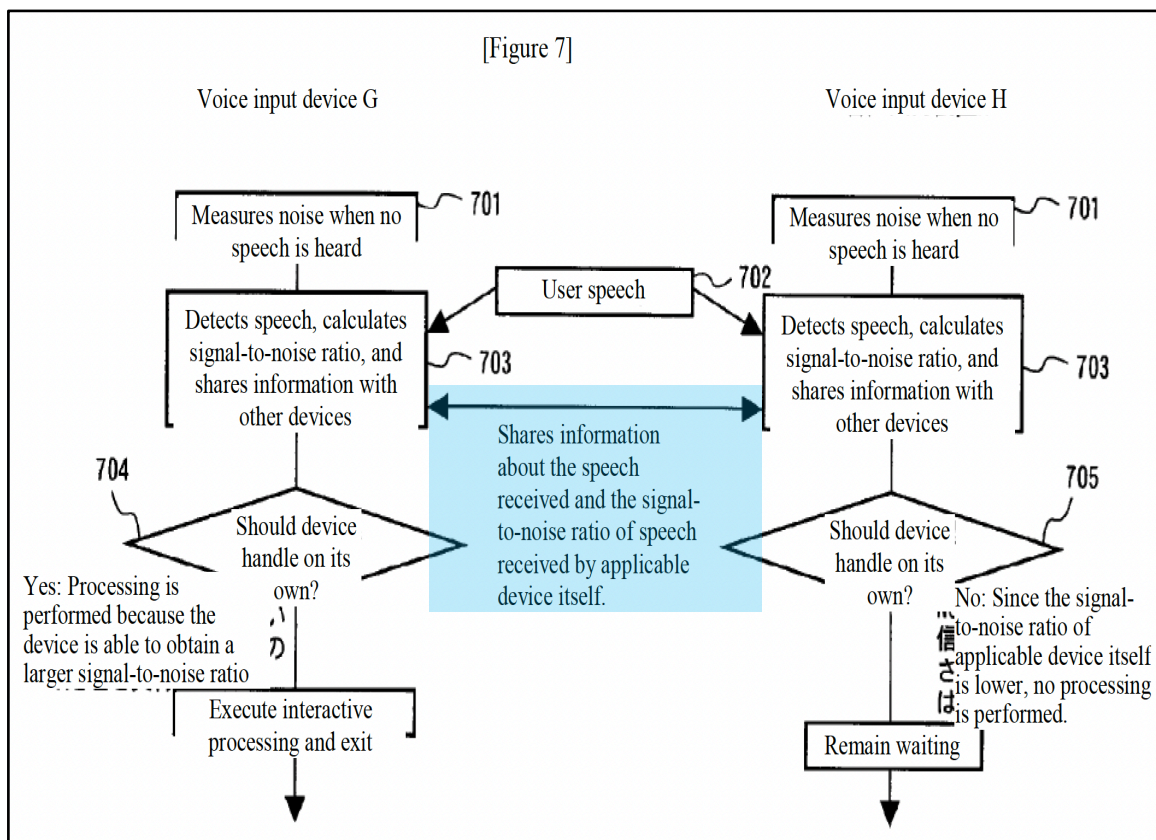 [Figure 7]
Voice input device G
Voice input device H
701
Measures noise when no
speech is heard
701
Measures noise when no
speech is heard
702
User speech
Detects speech, calculates
signal-to-noise ratio, and
shares information with
other devices
703
Detects speech, calculates
signal-to-noise ratio, and
shares information with
other devices
703
Shares information
about the speech
received and the signal-
to-noise ratio of speech
received by applicable
device itself.
704
Should device
handle on its
own?
Yes: Processing is
performed because the
device is able to obtain a
larger signal-to-noise ratio
の
Execute interactive
processing and exit
705
Should device
handle on its
own?
No: Since the signal-
to-noise ratio of
applicable device itself
is lower, no processing
is performed.
信
さ
は
Remain waiting